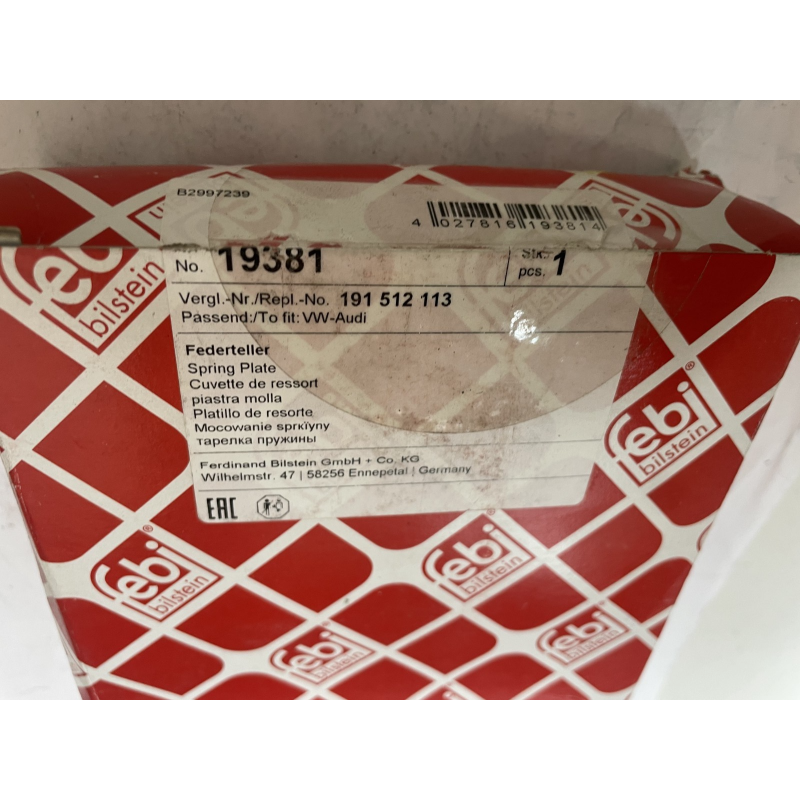 B2997239
4 027816 193814
No. 19381
Stk.
pcs. 1
Vergl.-Nr./Repl.-No. 191 512 113
Passend:/To fit: VW-Audi
Federteller
Spring Plate
Cuvette de ressort
piastra molla
Platillo de resorte
Mocowanie sprkïyny
тарелка пружины
Ferdinand Bilstein GmbH + Co. KG
Wilhelmstr. 47 | 58256 Ennepetal | Germany
EAC
febi
bilstein
febi®
bilstein
febi®
bilstein
febi®
bilstein
febi®
bilstein
febi®
bilstein